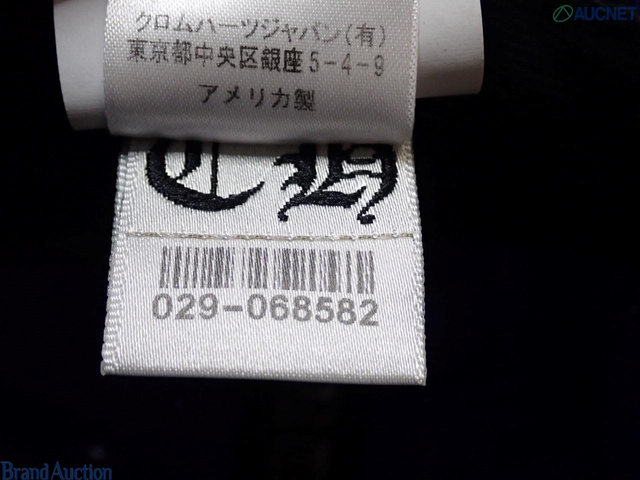 クロムハーツジャパン(有)
東京都中央区銀座5-4-9
アメリカ製
CH
029-068582
AUCNET
BRAND AUCTION